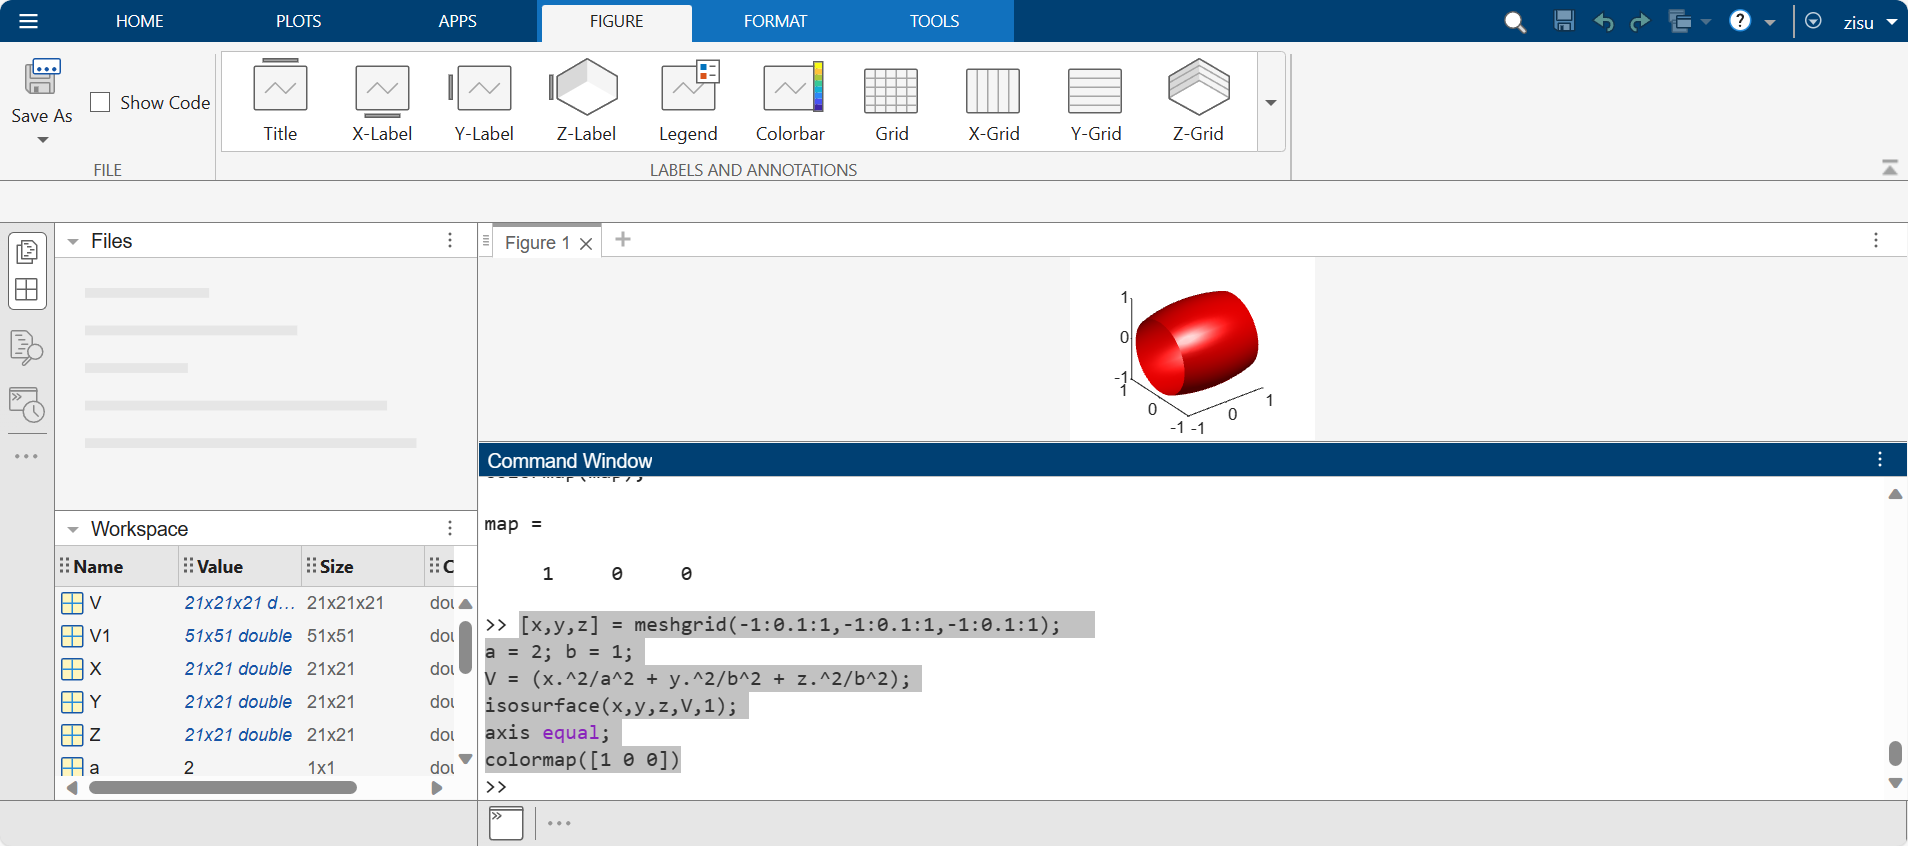 HOME PLOTS APPS FIGURE FORMAT TOOLS zisu
Save As
Show Code
Title X-Label Y-Label Z-Label Legend Colorbar Grid X-Grid Y-Grid Z-Grid
FILE LABELS AND ANNOTATIONS
Files
Figure 1
1
0
-1
1
0
-1
-1
0
1
Workspace
Name Value Size C
V 21x21x21 d... 21x21x21 dou
V1 51x51 double 51x51 dou
X 21x21 double 21x21 dou
Y 21x21 double 21x21 dou
Z 21x21 double 21x21 dou
a 2 1x1 dou
Command Window
colormap(map);
map =
1 0 0
>> [x,y,z] = meshgrid(-1:0.1:1,-1:0.1:1,-1:0.1:1);
a = 2; b = 1;
V = (x.^2/a^2 + y.^2/b^2 + z.^2/b^2);
isosurface(x,y,z,V,1);
axis equal;
colormap([1 0 0])
>>